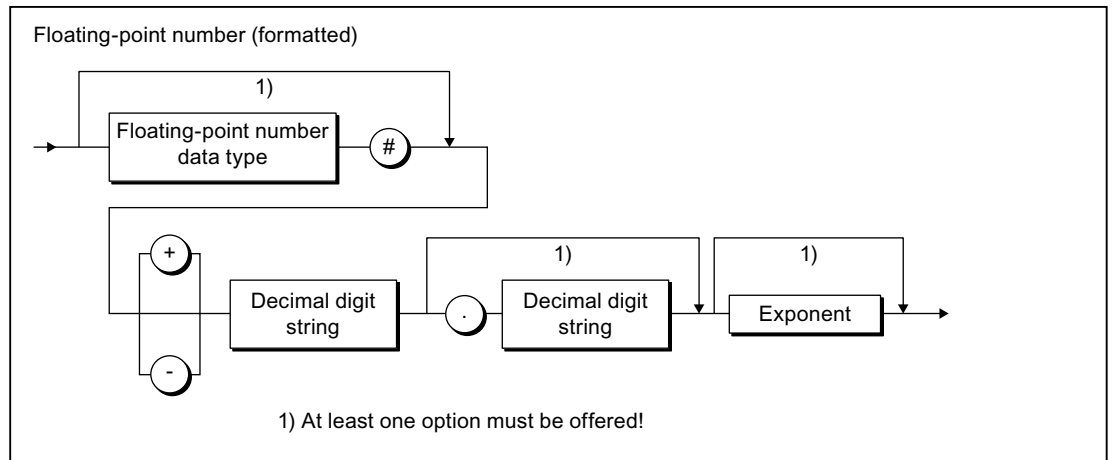 Floating-point number (formatted)
1)
Floating-point number
data type
#
+
1)
1)
Decimal digit
string
.
Decimal digit
string
Exponent
-
1) At least one option must be offered!